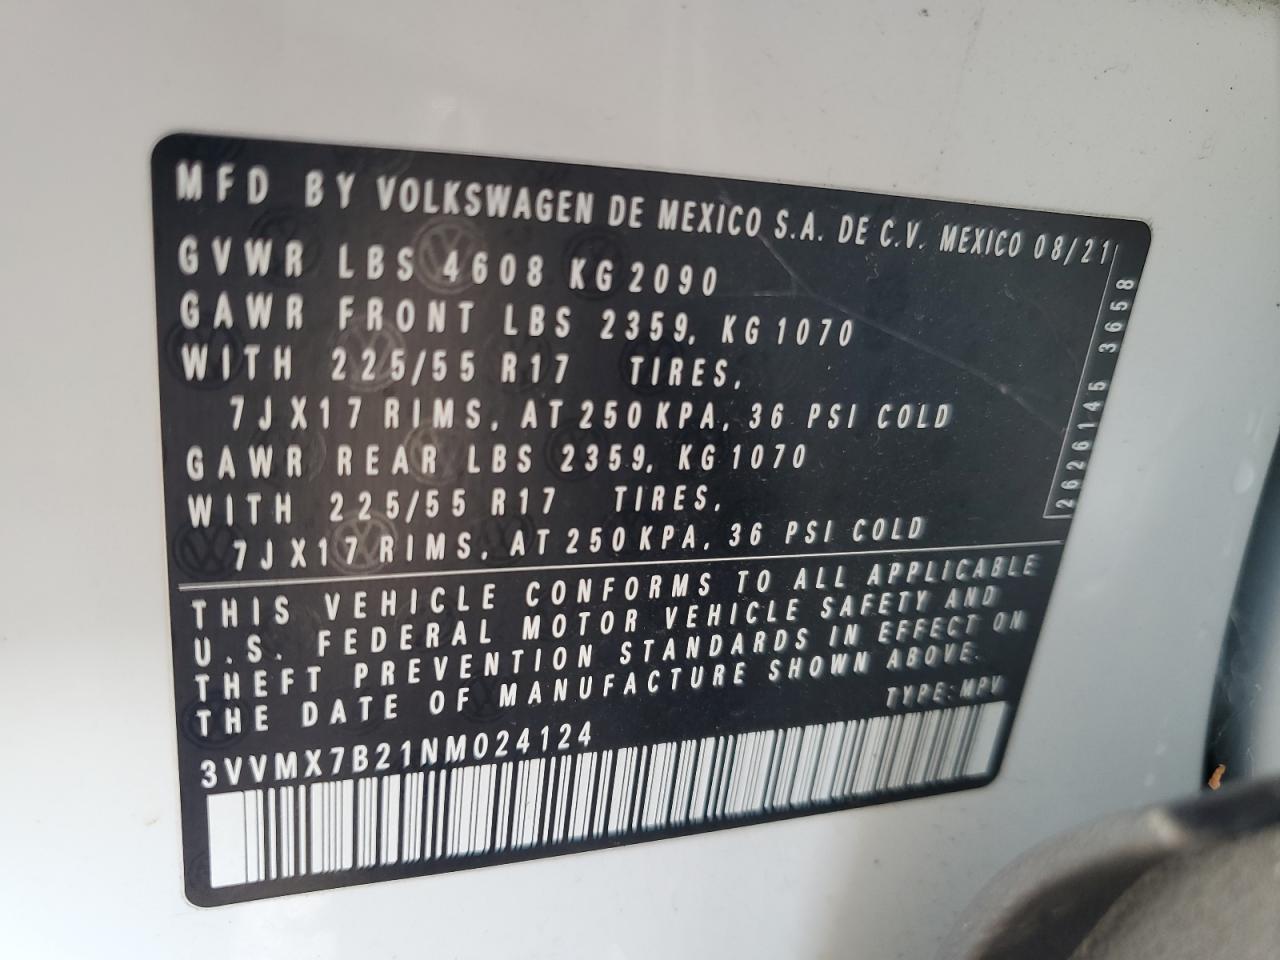 MFD BY VOLKSWAGEN DE MEXICO S.A. DE C.V. MEXICO 08/21
GVWR LBS 4608 KG 2090
GAWR FRONT LBS 2359, KG 1070
WITH 225/55 R17 TIRES,
7JX17 RIMS, AT 250 KPA, 36 PSI COLD
GAWR REAR LBS 2359, KG 1070
WITH 225/55 R17 TIRES,
7JX17 RIMS, AT 250 KPA, 36 PSI COLD
2626145 3658
THIS VEHICLE CONFORMS TO ALL APPLICABLE
U.S. FEDERAL MOTOR VEHICLE SAFETY AND
THEFT PREVENTION STANDARDS IN EFFECT ON
THE DATE OF MANUFACTURE SHOWN ABOVE.
TYPE: MPV
3VVMX7B21NM024124